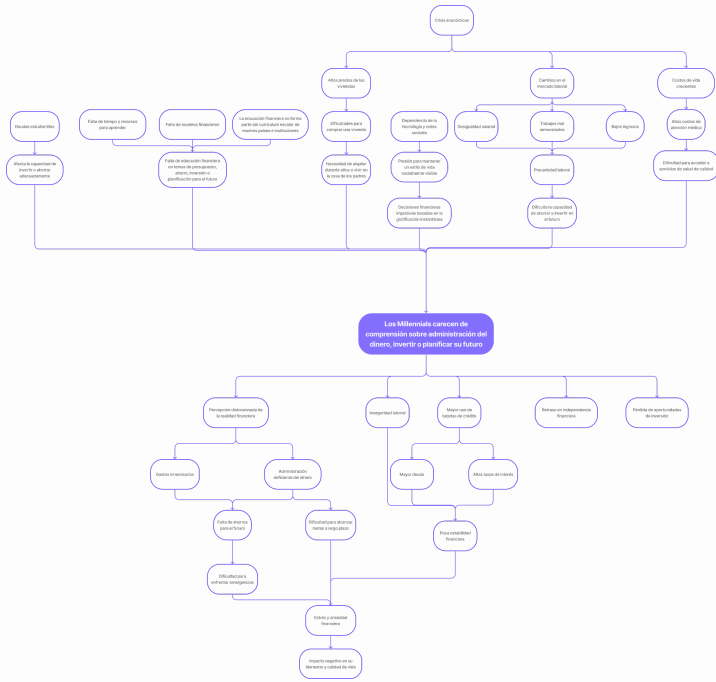 Crisis económicas
Altos precios de las
viviendas
Cambios en el
mercado laboral
Costos de vida
crecientes
Deudas estudiantiles
Falta de tiempo y recursos
para aprender
Falta de modelos financieros
La educación financiera no forma
parte del currículum escolar de
muchos países e instituciones
Dificultades para
comprar una vivienda
Dependencia de la
tecnología y redes
sociales
Desigualdad salarial
Trabajos mal
remunerados
Bajos ingresos
Altos costos de
atención médica
Afecta la capacidad de
invertir o ahorrar
adecuadamente
Falta de educación financiera
en temas de presupuesto,
ahorro, inversión o
planificación para el futuro
Necesidad de alquilar
durante años o vivir en
la casa de los padres
Presión para mantener
un estilo de vida
socialmente visible
Precariedad laboral
Dificultad para acceder a
servicios de salud de calidad
Decisiones financieras
impulsivas basadas en la
gratificación instantánea
Dificulta la capacidad
de ahorrar o invertir en el
futuro
Los Millennials carecen de
comprensión sobre administración del
dinero, invertir o planificar su futuro
Percepción distorsionada de
la realidad financiera
Inseguridad laboral
Mayor uso de
tarjetas de crédito
Retraso en independencia
financiera
Pérdida de oportunidades
de inversión
Gastos innecesarios
Administración
deficiente del dinero
Mayor deuda
Altas tasas de interés
Falta de ahorros
para el futuro
Dificultad para alcanzar
metas a largo plazo
Poca estabilidad
financiera
Dificultad para
enfrentar emergencias
Estrés y ansiedad
financiera
Impacto negativo en su
bienestar y calidad de vida